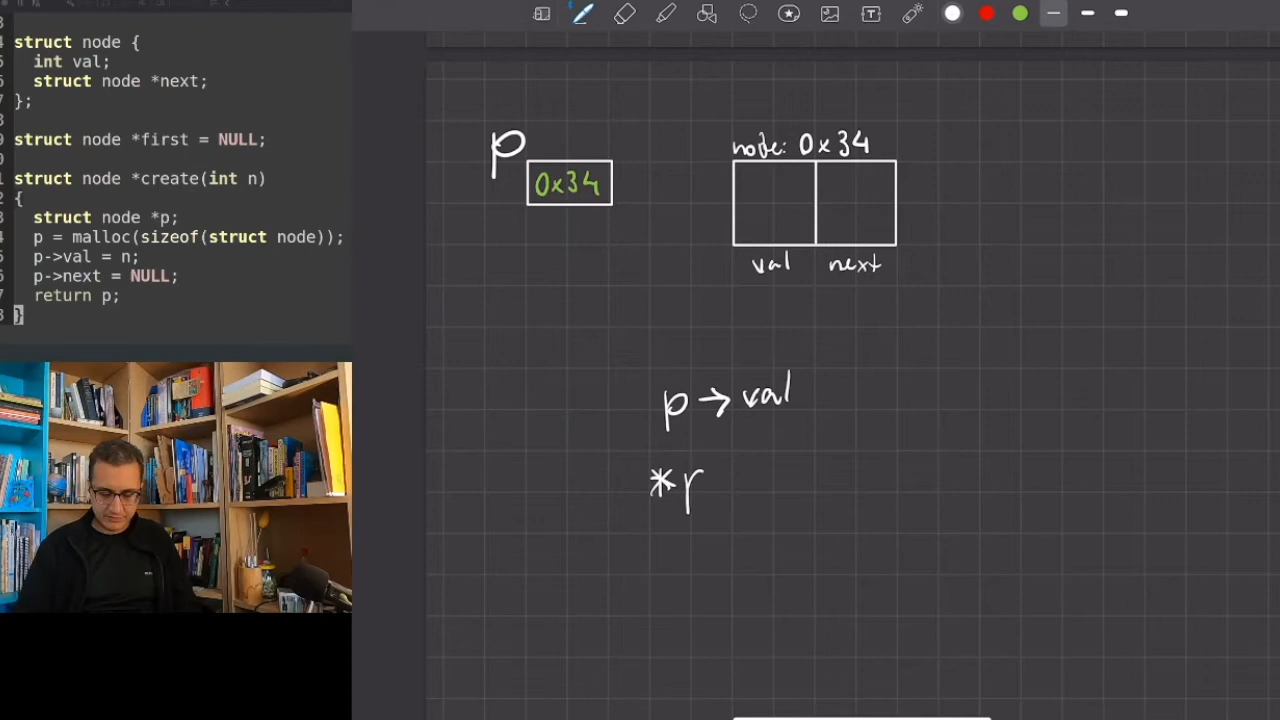 struct node {
int val;
struct node *next;
};
struct node *first = NULL;
struct node *create(int n)
{
struct node *p;
p = malloc(sizeof(struct node));
p->val = n;
p->next = NULL;
return p;
}
p
0x34
node: 0x34
val next
p → val